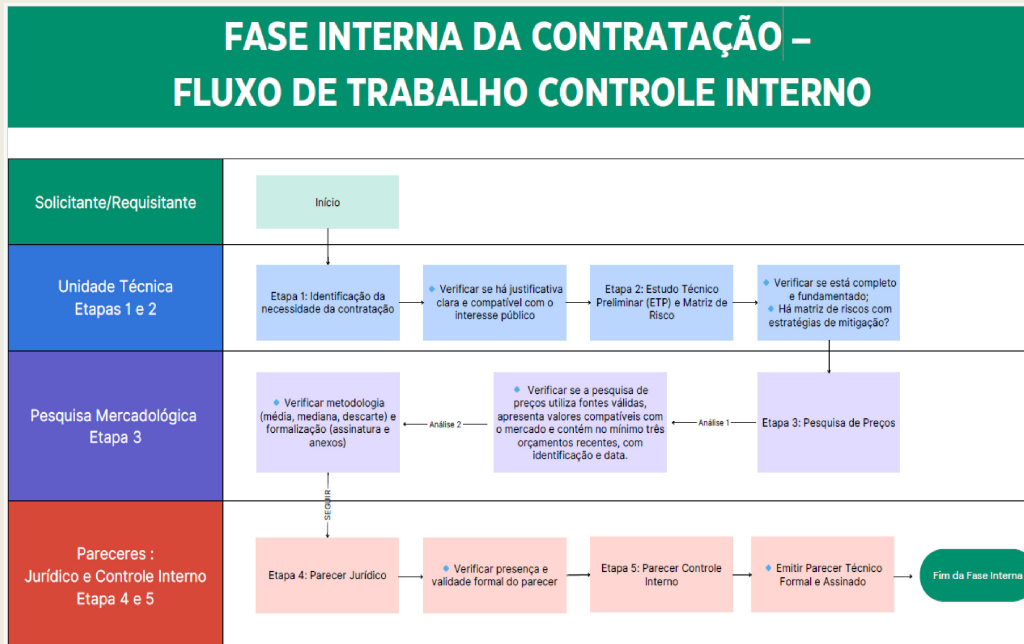 FASE INTERNA DA CONTRATAÇÃO –
FLUXO DE TRABALHO CONTROLE INTERNO
Solicitante/Requisitante
Início
Unidade Técnica
Etapas 1 e 2
Etapa 1: Identificação da
necessidade da contratação
Verificar se há justificativa
clara e compatível com o
interesse público
Etapa 2: Estudo Técnico
Preliminar (ETP) e Matriz de
Risco
Verificar se está completo
e fundamentado;
Há matriz de riscos com
estratégias de mitigação?
Pesquisa Mercadológica
Etapa 3
Etapa 3: Pesquisa de Preços
Análise 1
Verificar se a pesquisa de
preços utiliza fontes válidas,
apresenta valores compatíveis com
o mercado e contém no mínimo três
orçamentos recentes, com
identificação e data.
Análise 2
Verificar metodologia
(média, mediana, descarte) e
formalização (assinatura e
anexos)
SEGUIR
Pareceres :
Jurídico e Controle Interno
Etapa 4 e 5
Etapa 4: Parecer Jurídico
Verificar presença e
validade formal do parecer
Etapa 5: Parecer Controle
Interno
Emitir Parecer Técnico
Formal e Assinado
Fim da Fase Interna